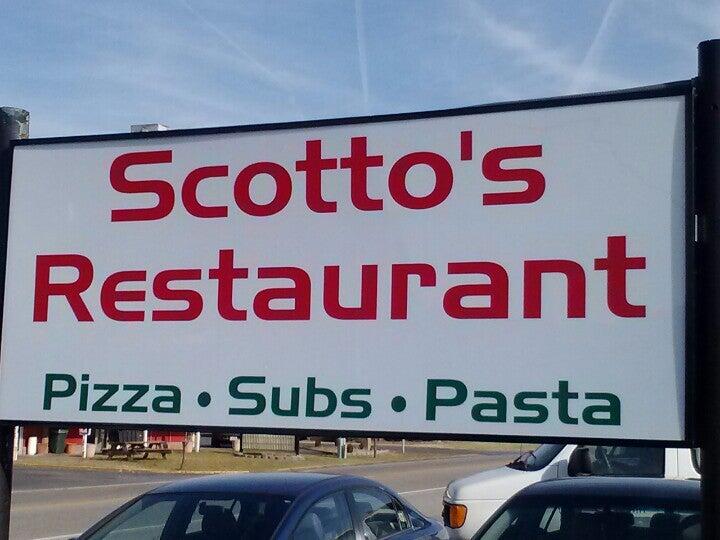 Scotto's
Restaurant
Pizza • Subs • Pasta